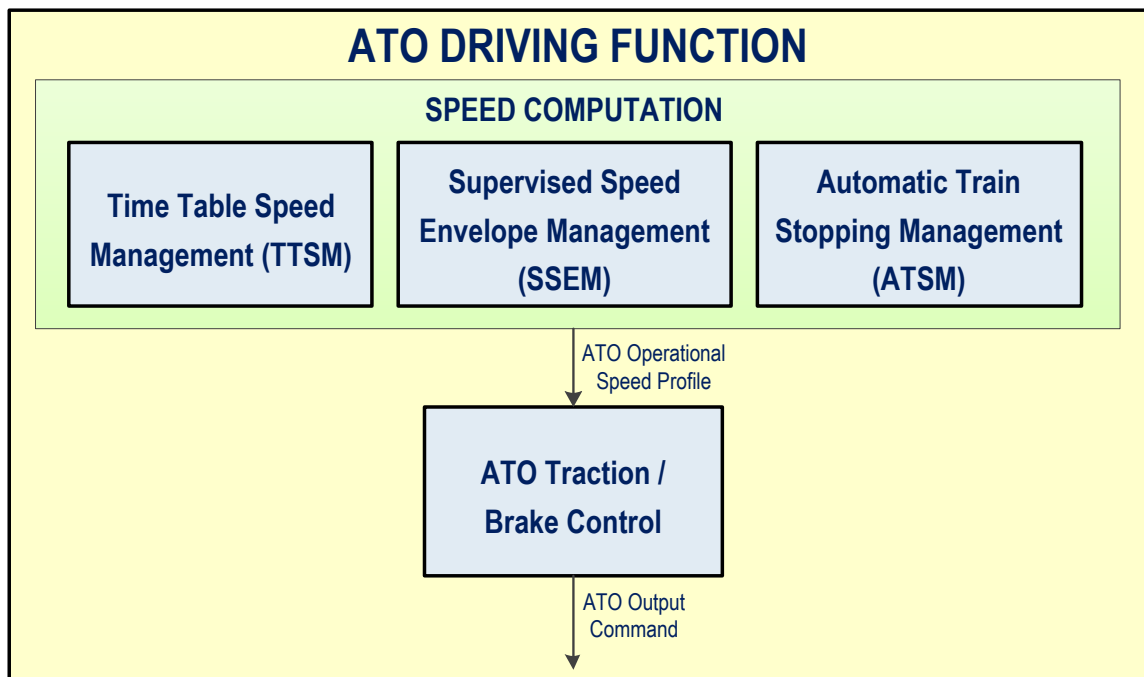 ATO DRIVING FUNCTION
SPEED COMPUTATION
Time Table Speed
Management (TTSM)
Supervised Speed
Envelope Management
(SSEM)
Automatic Train
Stopping Management
(ATSM)
ATO Operational
Speed Profile
ATO Traction /
Brake Control
ATO Output
Command